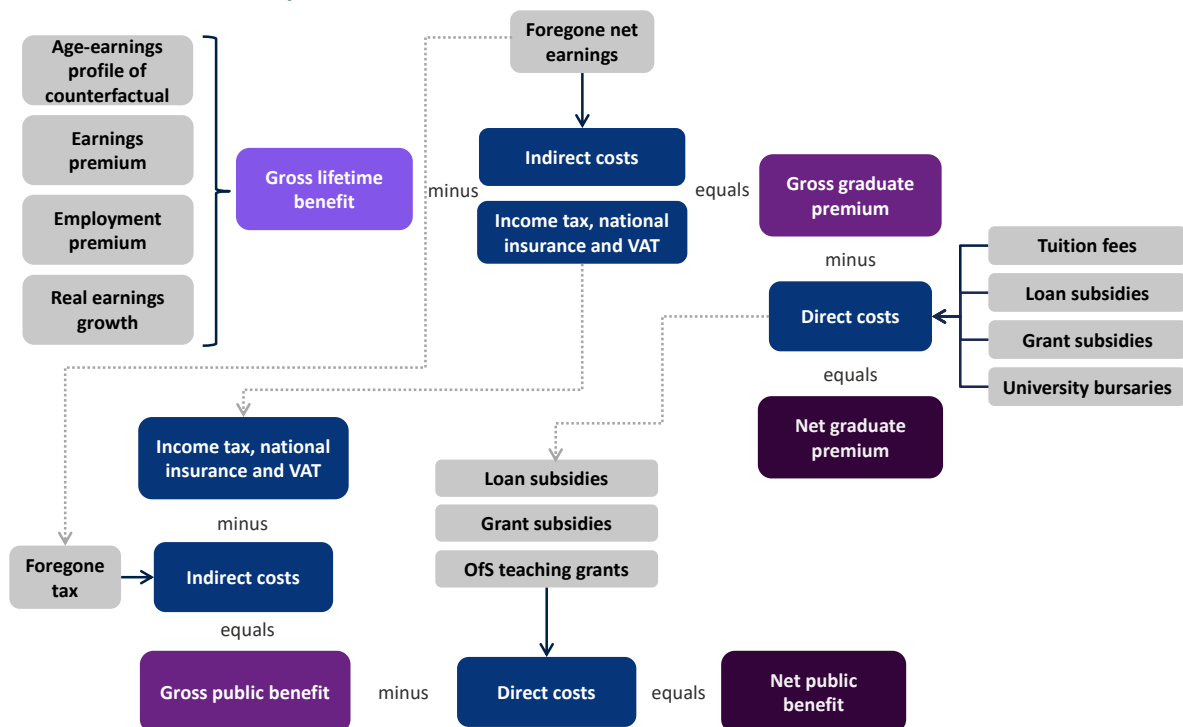 Foregone net
earnings
Age-earnings
profile of
counterfactual
Earnings
premium
Employment
premium
Real earnings
growth
Gross lifetime
benefit
minus
Indirect costs
Income tax, national
insurance and VAT
equals
Gross graduate
premium
minus
Direct costs
Tuition fees
Loan subsidies
Grant subsidies
University bursaries
equals
Net graduate
premium
Income tax, national
insurance and VAT
minus
Foregone
tax
Indirect costs
equals
Loan subsidies
Grant subsidies
OfS teaching grants
Gross public benefit
minus
Direct costs
equals
Net public
benefit